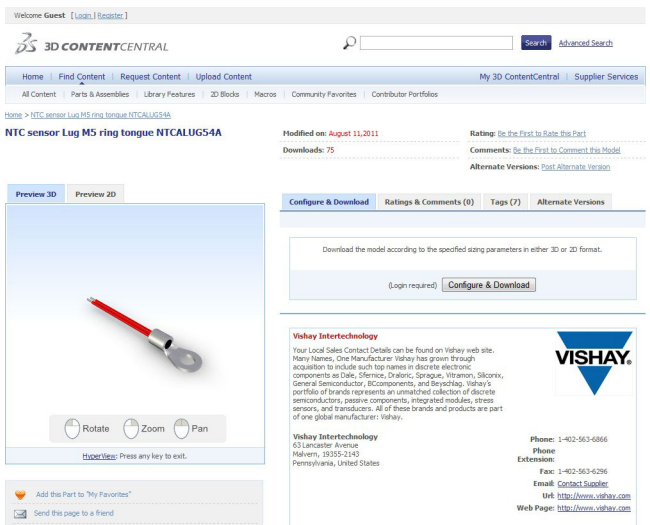 Welcome Guest [ Login | Register ]
3D CONTENTCENTRAL
Search Advanced Search
Home | Find Content | Request Content | Upload Content
My 3D ContentCentral | Supplier Services
All Content | Parts & Assemblies | Library Features | 2D Blocks | Macros | Community Favorites | Contributor Portfolios
Home > NTC sensor Lug M5 ring tongue NTCALUG54A
NTC sensor Lug M5 ring tongue NTCALUG54A
Modified on: August 11,2011
Downloads: 75
Rating: Be the First to Rate this Part
Comments: Be the First to Comment this Model
Alternate Versions: Post Alternate Version
Preview 3D Preview 2D
Rotate Zoom Pan
HyperView: Press any key to exit.
Add this Part to "My Favorites"
Send this page to a friend
Configure & Download Ratings & Comments (0) Tags (7) Alternate Versions
Download the model according to the specified sizing parameters in either 3D or 2D format.
(Login required) Configure & Download
Vishay Intertechnology
Your Local Sales Contact Details can be found on Vishay web site.
Many Names, One Manufacturer Vishay has grown through
acquisition to include such top names in discrete electronic
components as Dale, Sfernice, Draloric, Sprague, Vitramon, Siliconix,
General Semiconductor, BCcomponents, and Beyschlag. Vishay's
portfolio of brands represents an unmatched collection of discrete
semiconductors, passive components, integrated modules, stress
sensors, and transducers. All of these brands and products are part
of one global manufacturer: Vishay.
VISHAY.
Vishay Intertechnology
63 Lancaster Avenue
Malvern, 19355-2143
Pennsylvania, United States
Phone: 1-402-563-6866
Phone
Extension:
Fax: 1-402-563-6296
Email: Contact Supplier
Url: http://www.vishay.com
Web Page: http://www.vishay.com